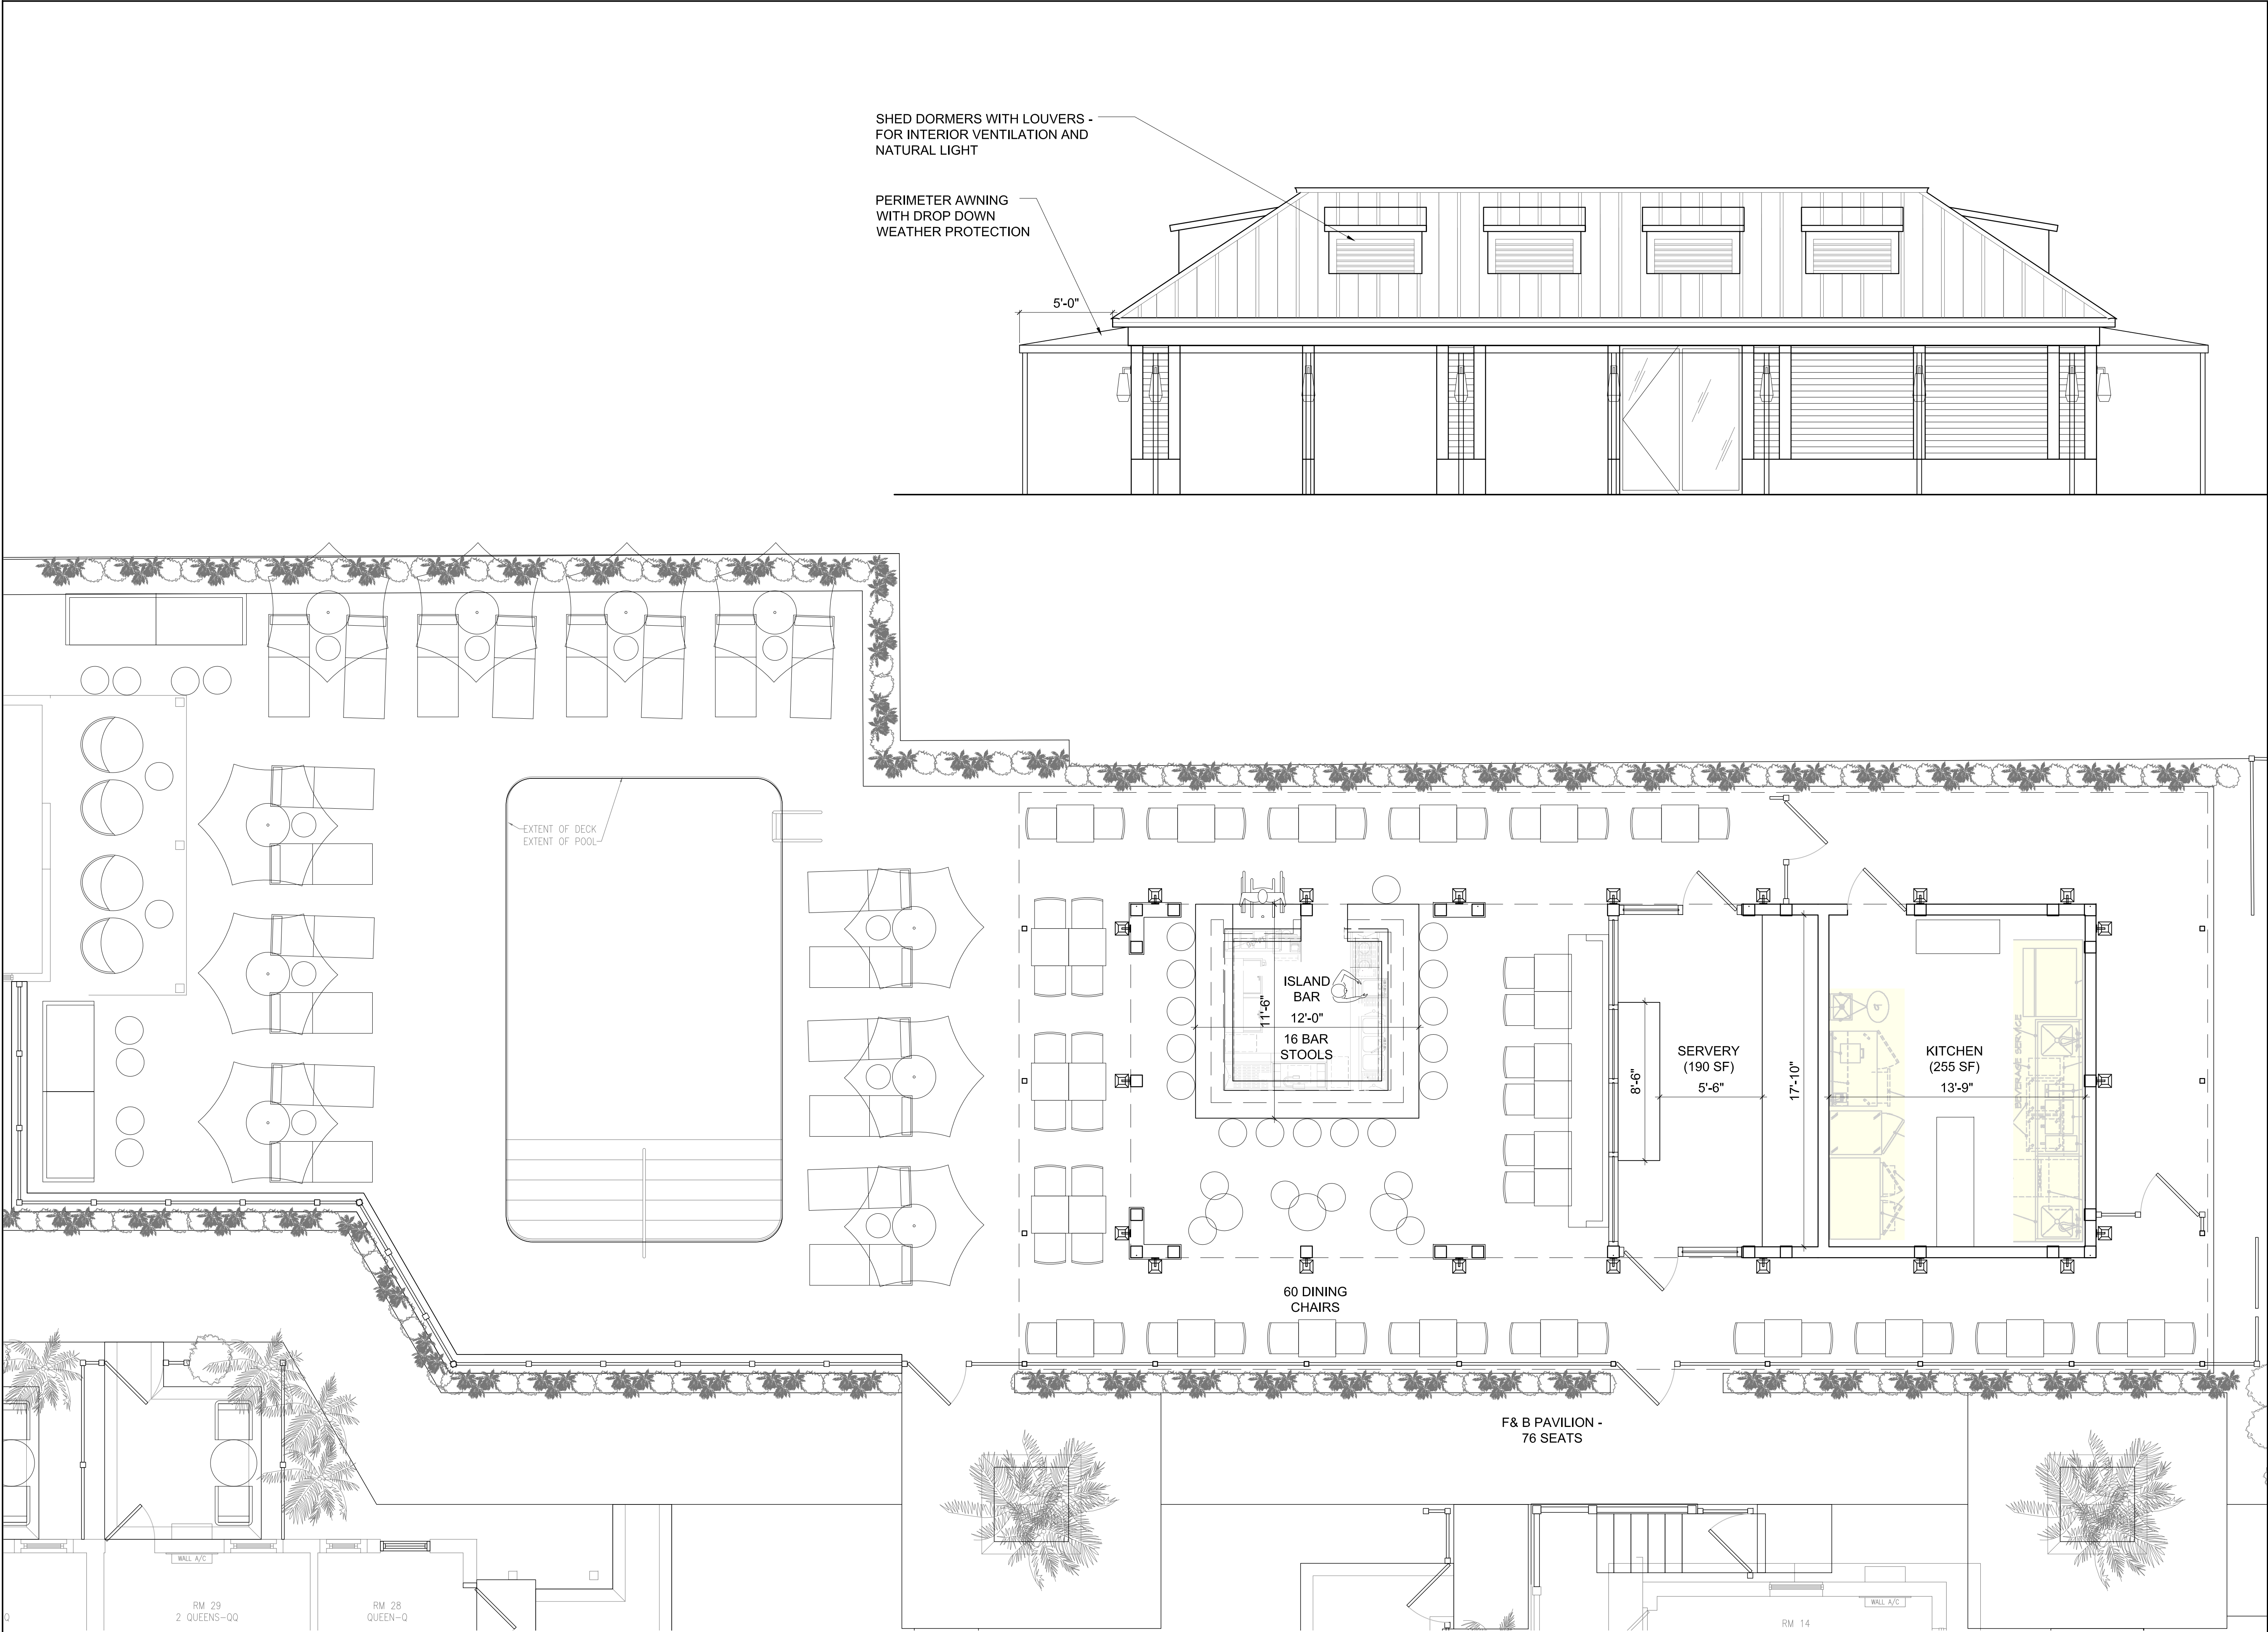 SHED DORMERS WITH LOUVERS -
FOR INTERIOR VENTILATION AND
NATURAL LIGHT
PERIMETER AWNING
WITH DROP DOWN
WEATHER PROTECTION
5'-0"
EXTENT OF DECK
EXTENT OF POOL
ISLAND
BAR
11'-6"
12'-0"
16 BAR
STOOLS
8'-6"
SERVERY
(190 SF)
5'-6"
17'-10"
KITCHEN
(255 SF)
13'-9"
BEVERAGE SERVICE
60 DINING
CHAIRS
F& B PAVILION -
76 SEATS
WALL A/C
RM 29
2 QUEENS-QQ
RM 28
QUEEN-Q
Q
WALL A/C
RM 14